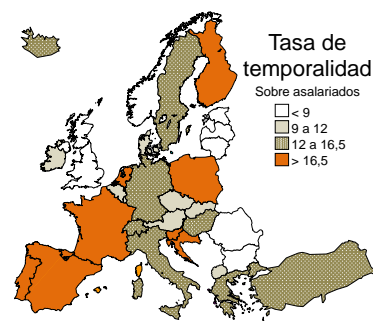 Tasa de
temporalidad
Sobre asalariados
< 9
9 a 12
12 a 16,5
> 16,5